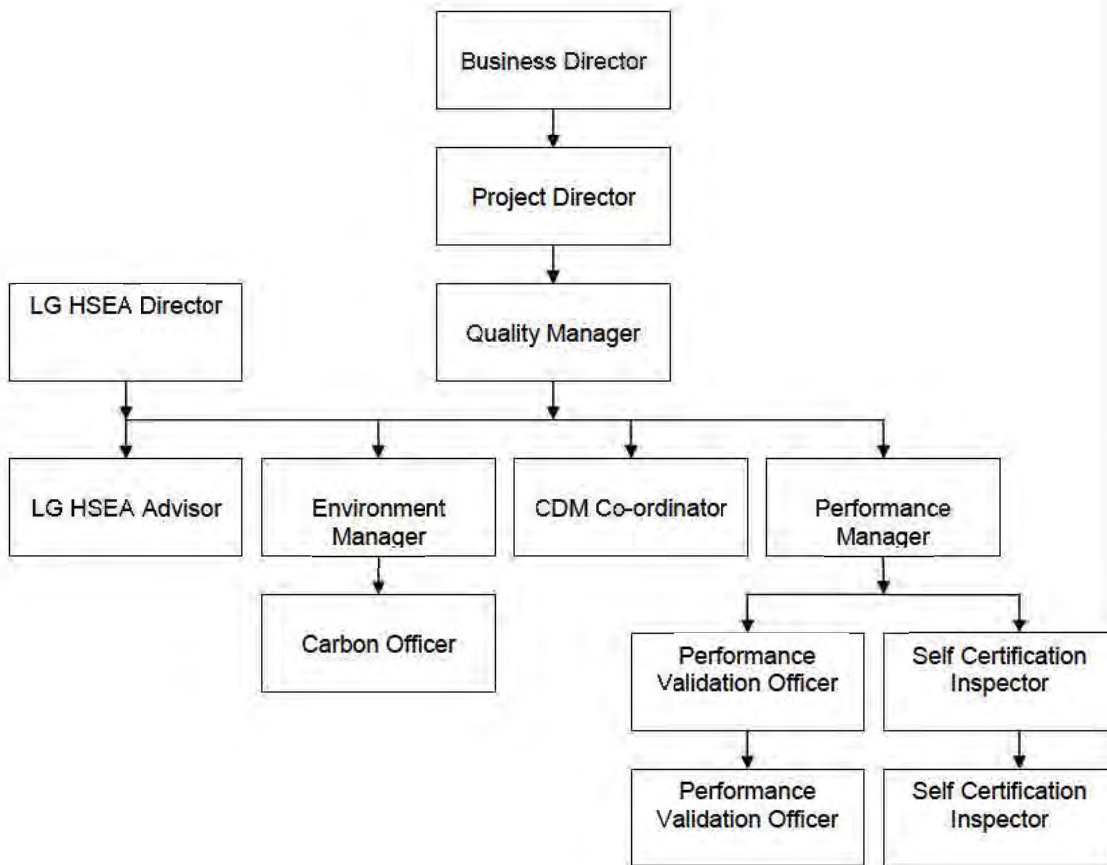 Business Director
Project Director
LG HSEA Director
Quality Manager
LG HSEA Advisor
Environment
Manager
CDM Co-ordinator
Performance
Manager
Carbon Officer
Performance
Validation Officer
Self Certification
Inspector
Performance
Validation Officer
Self Certification
Inspector